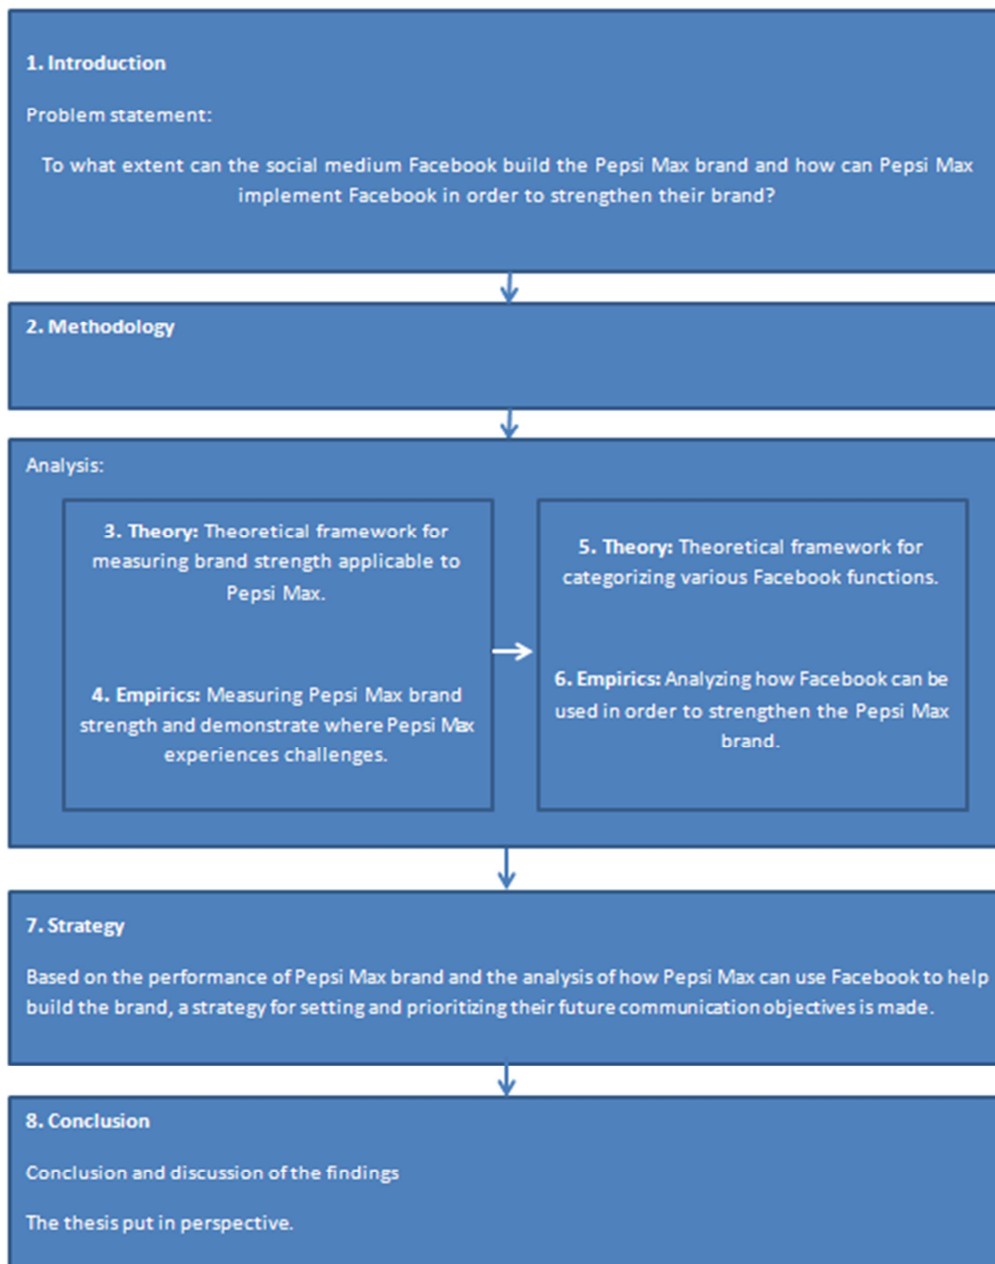 1. Introduction
Problem statement:
To what extent can the social medium Facebook build the Pepsi Max brand and how can Pepsi Max
implement Facebook in order to strengthen their brand?
2. Methodology
Analysis:
3. Theory: Theoretical framework for
measuring brand strength applicable to
Pepsi Max.
4. Empirics: Measuring Pepsi Max brand
strength and demonstrate where Pepsi Max
experiences challenges.
5. Theory: Theoretical framework for
categorizing various Facebook functions.
6. Empirics: Analyzing how Facebook can be
used in order to strengthen the Pepsi Max
brand.
7. Strategy
Based on the performance of Pepsi Max brand and the analysis of how Pepsi Max can use Facebook to help
build the brand, a strategy for setting and prioritizing their future communication objectives is made.
8. Conclusion
Conclusion and discussion of the findings
The thesis put in perspective.